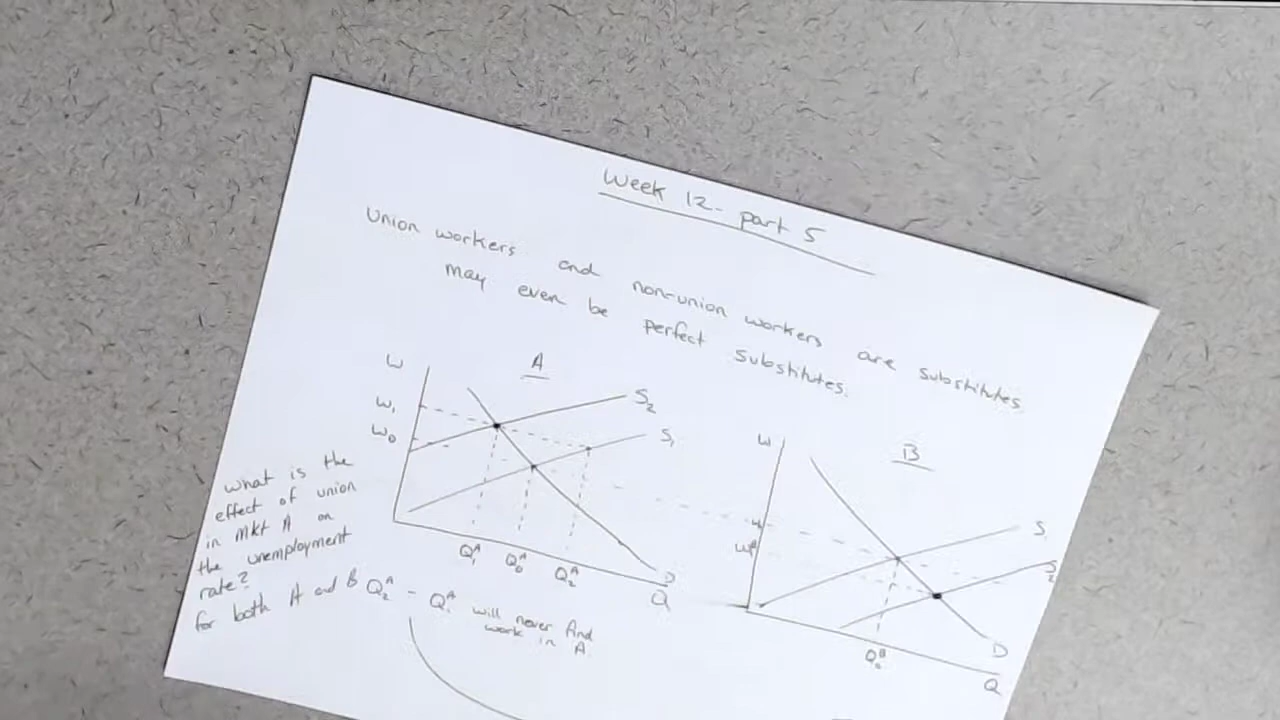 Week 12 - part 5
Union workers and non-union workers are substitutes
may even be perfect substitutes.
A
W
W₁
W₀
S₂
S₁
D
Q
Q₁ᴬ
Q₀ᴬ
Q₂ᴬ
B
W
S₁
S₂
D
Q
Q₀ᴮ
What is the
effect of union
in Mkt A on
the unemployment
rate?
for both A and B
Q₂ᴬ - Q₁ᴬ will never find
work in A.